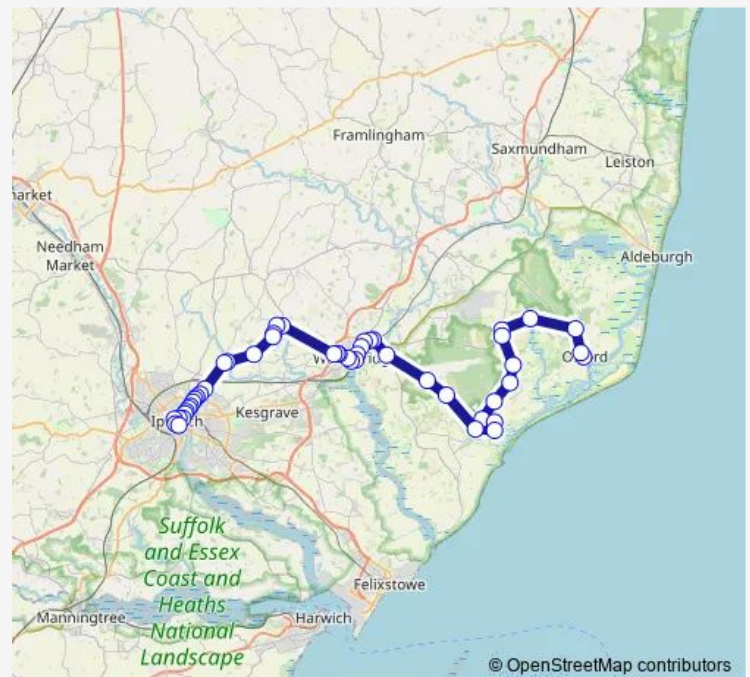 Framlingham
Saxmundham
Leiston
arket
Needham
Market
Aldeburgh
W
Kesgrave
Suffolk
and Essex
Coast and
Heaths
National
Landscape
Felixstowe
Manningtree
Harwich
© OpenStreetMap contributors